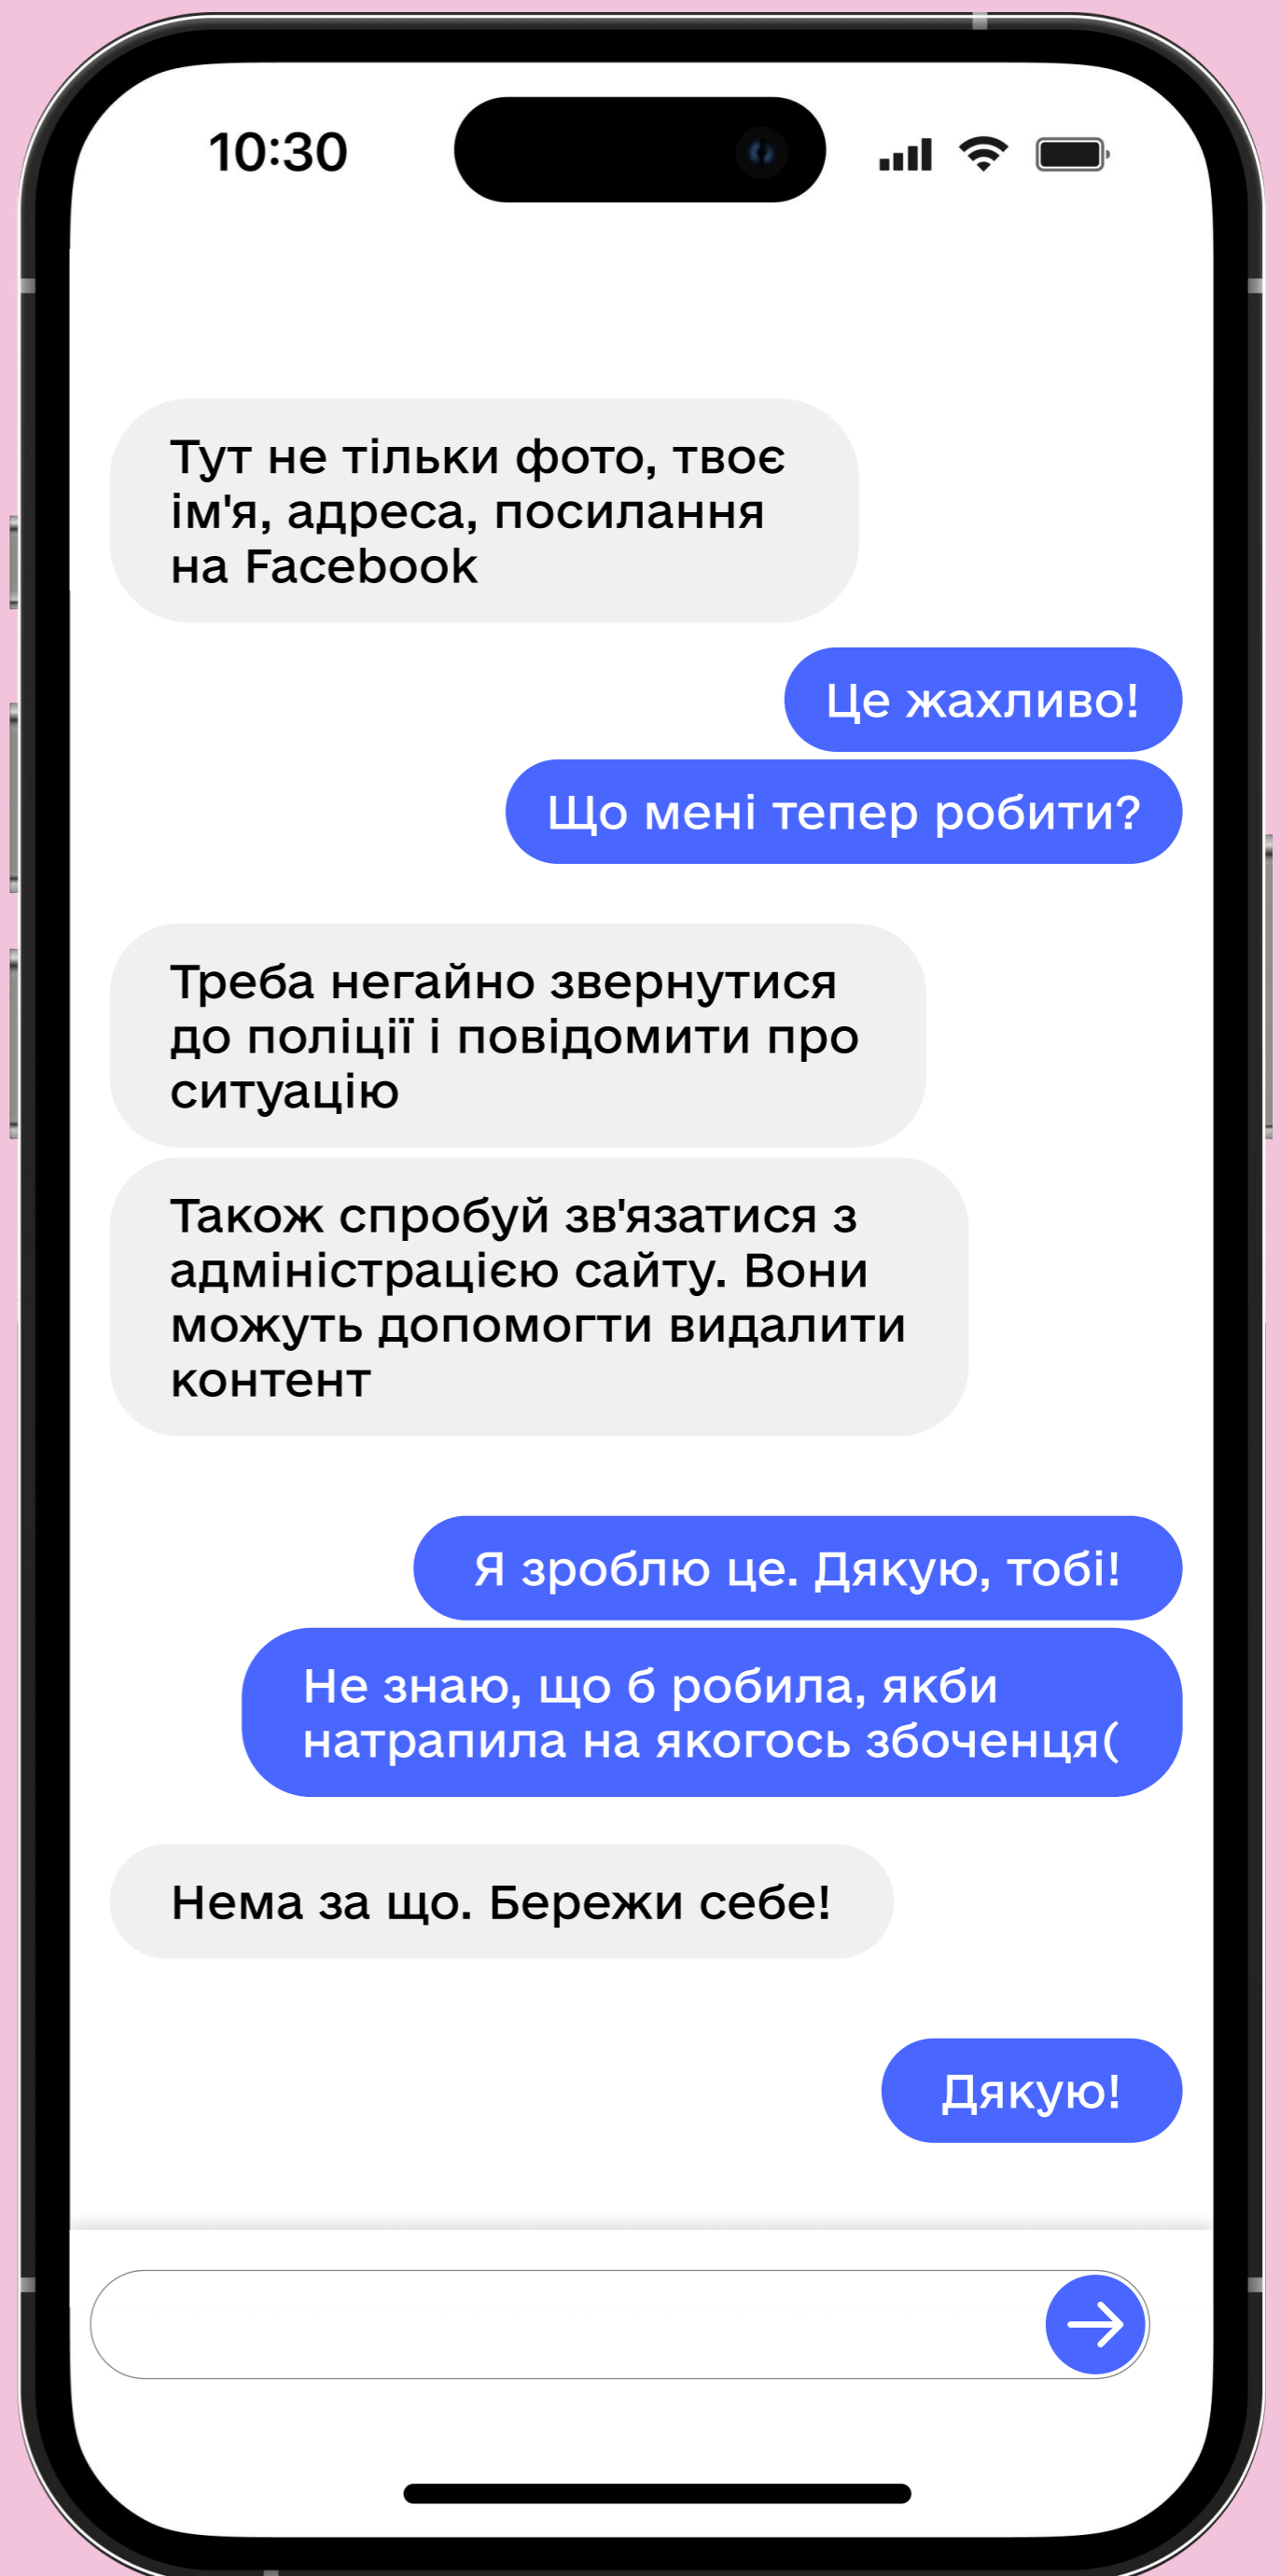 10:30
Тут не тільки фото, твоє
ім'я, адреса, посилання
на Facebook
Це жахливо!
Що мені тепер робити?
Треба негайно звернутися
до поліції і повідомити про
ситуацію
Також спробуй зв'язатися з
адміністрацією сайту. Вони
можуть допомогти видалити
контент
Я зроблю це. Дякую, тобі!
Не знаю, що б робила, якби
натрапила на якогось збоченця(
Нема за що. Бережи себе!
Дякую!